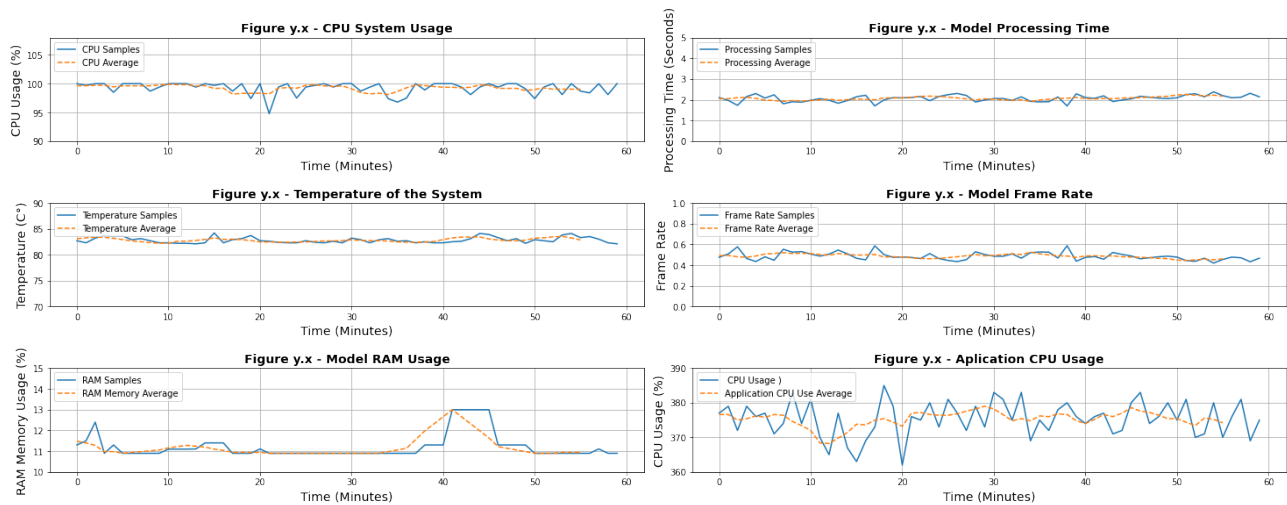 Figure y.x - CPU System Usage
CPU Usage (%)
CPU Samples
CPU Average
105
100
95
90
0 10 20 30 40 50 60
Time (Minutes)
Figure y.x - Model Processing Time
Processing Time (Seconds)
Processing Samples
Processing Average
5
4
3
2
1
0
0 10 20 30 40 50 60
Time (Minutes)
Figure y.x - Temperature of the System
Temperature (C°)
Temperature Samples
Temperature Average
90
85
80
75
70
0 10 20 30 40 50 60
Time (Minutes)
Figure y.x - Model Frame Rate
Frame Rate
Frame Rate Samples
Frame Rate Average
1.0
0.8
0.6
0.4
0.2
0.0
0 10 20 30 40 50 60
Time (Minutes)
Figure y.x - Model RAM Usage
RAM Memory Usage (%)
RAM Samples
RAM Memory Average
15
14
13
12
11
10
0 10 20 30 40 50 60
Time (Minutes)
Figure y.x - Aplication CPU Usage
CPU Usage (%)
CPU Usage )
Application CPU Use Average
390
380
370
360
0 10 20 30 40 50 60
Time (Minutes)